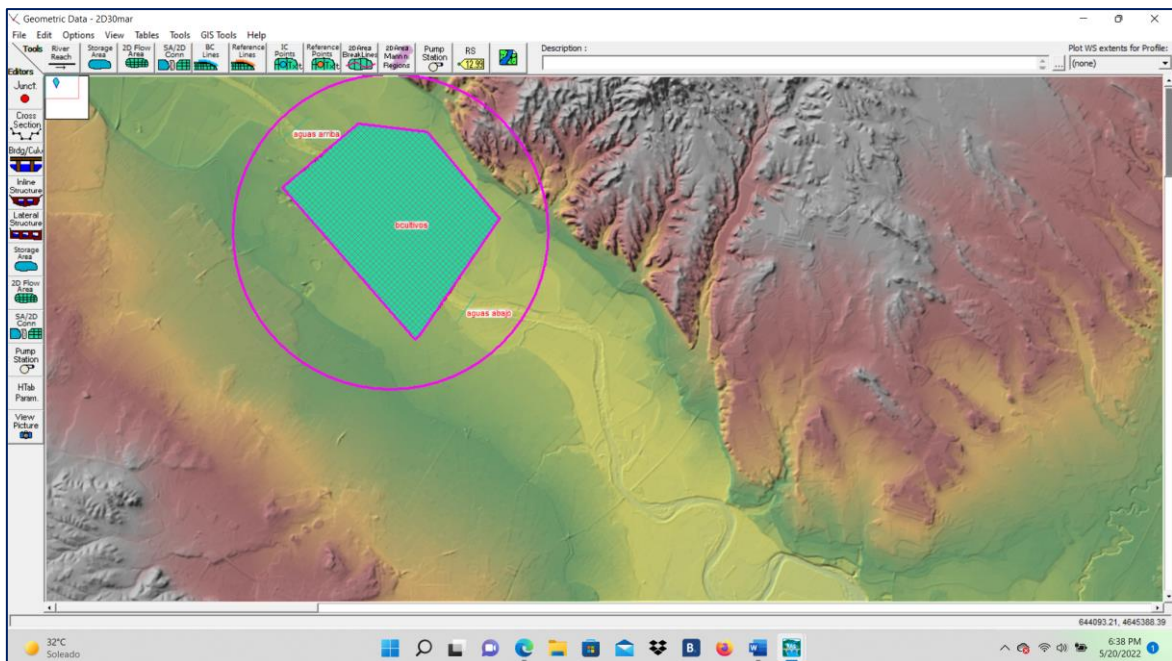 Geometric Data - 2D30mar
File Edit Options View Tables Tools GIS Tools Help
Tools
River
Reach
Storage
Area
2D Flow
Area
SA/2D
Conn
BC
Lines
Reference
Lines
IC
Points
Reference
Points
2D Area
BreakLines
2D Area
Mann n
Regions
Pump
Station
RS
Description :
Plot WS extents for Profile:
(none)
...
Editors
Junct.
Cross
Section
Brdg/Culv
Inline
Structure
Lateral
Structure
Storage
Area
2D Flow
Area
SA/2D
Conn
Pump
Station
HTab
Param.
View
Picture
aguas arriba
ocultivos
aguas abajo
644093.21, 4645388.39
32°C
Soleado
B.
6:38 PM
5/20/2022
1